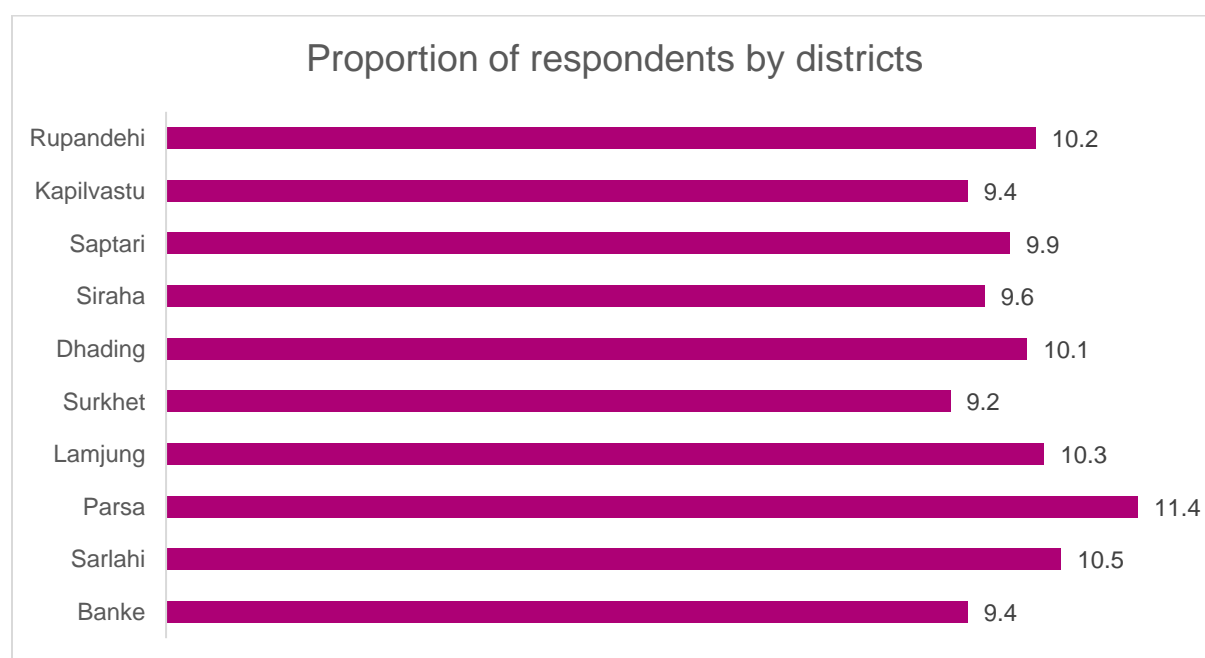 Proportion of respondents by districts
Rupandehi 10.2
Kapilvastu 9.4
Saptari 9.9
Siraha 9.6
Dhading 10.1
Surkhet 9.2
Lamjung 10.3
Parsa 11.4
Sarlahi 10.5
Banke 9.4